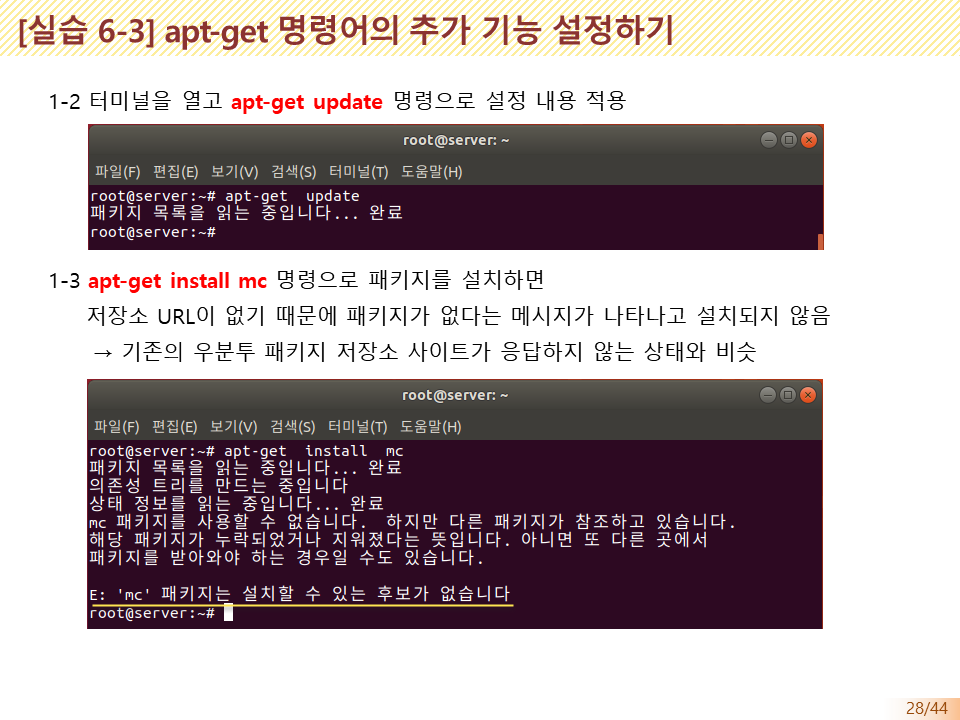 [실습 6-3] apt-get 명령어의 추가 기능 설정하기
1-2 터미널을 열고 apt-get update 명령으로 설정 내용 적용
root@server: ~
파일(F) 편집(E) 보기(V) 검색(S) 터미널(T) 도움말(H)
root@server:~# apt-get  update
패키지 목록을 읽는 중입니다... 완료
root@server:~#
1-3 apt-get install mc 명령으로 패키지를 설치하면
저장소 URL이 없기 때문에 패키지가 없다는 메시지가 나타나고 설치되지 않음
→ 기존의 우분투 패키지 저장소 사이트가 응답하지 않는 상태와 비슷
root@server: ~
파일(F) 편집(E) 보기(V) 검색(S) 터미널(T) 도움말(H)
root@server:~# apt-get  install  mc
패키지 목록을 읽는 중입니다... 완료
의존성 트리를 만드는 중입니다
상태 정보를 읽는 중입니다... 완료
mc 패키지를 사용할 수 없습니다.  하지만 다른 패키지가 참조하고 있습니다.
해당 패키지가 누락되었거나 지워졌다는 뜻입니다. 아니면 또 다른 곳에서
패키지를 받아와야 하는 경우일 수도 있습니다.
E: 'mc' 패키지는 설치할 수 있는 후보가 없습니다
root@server:~#
28/44